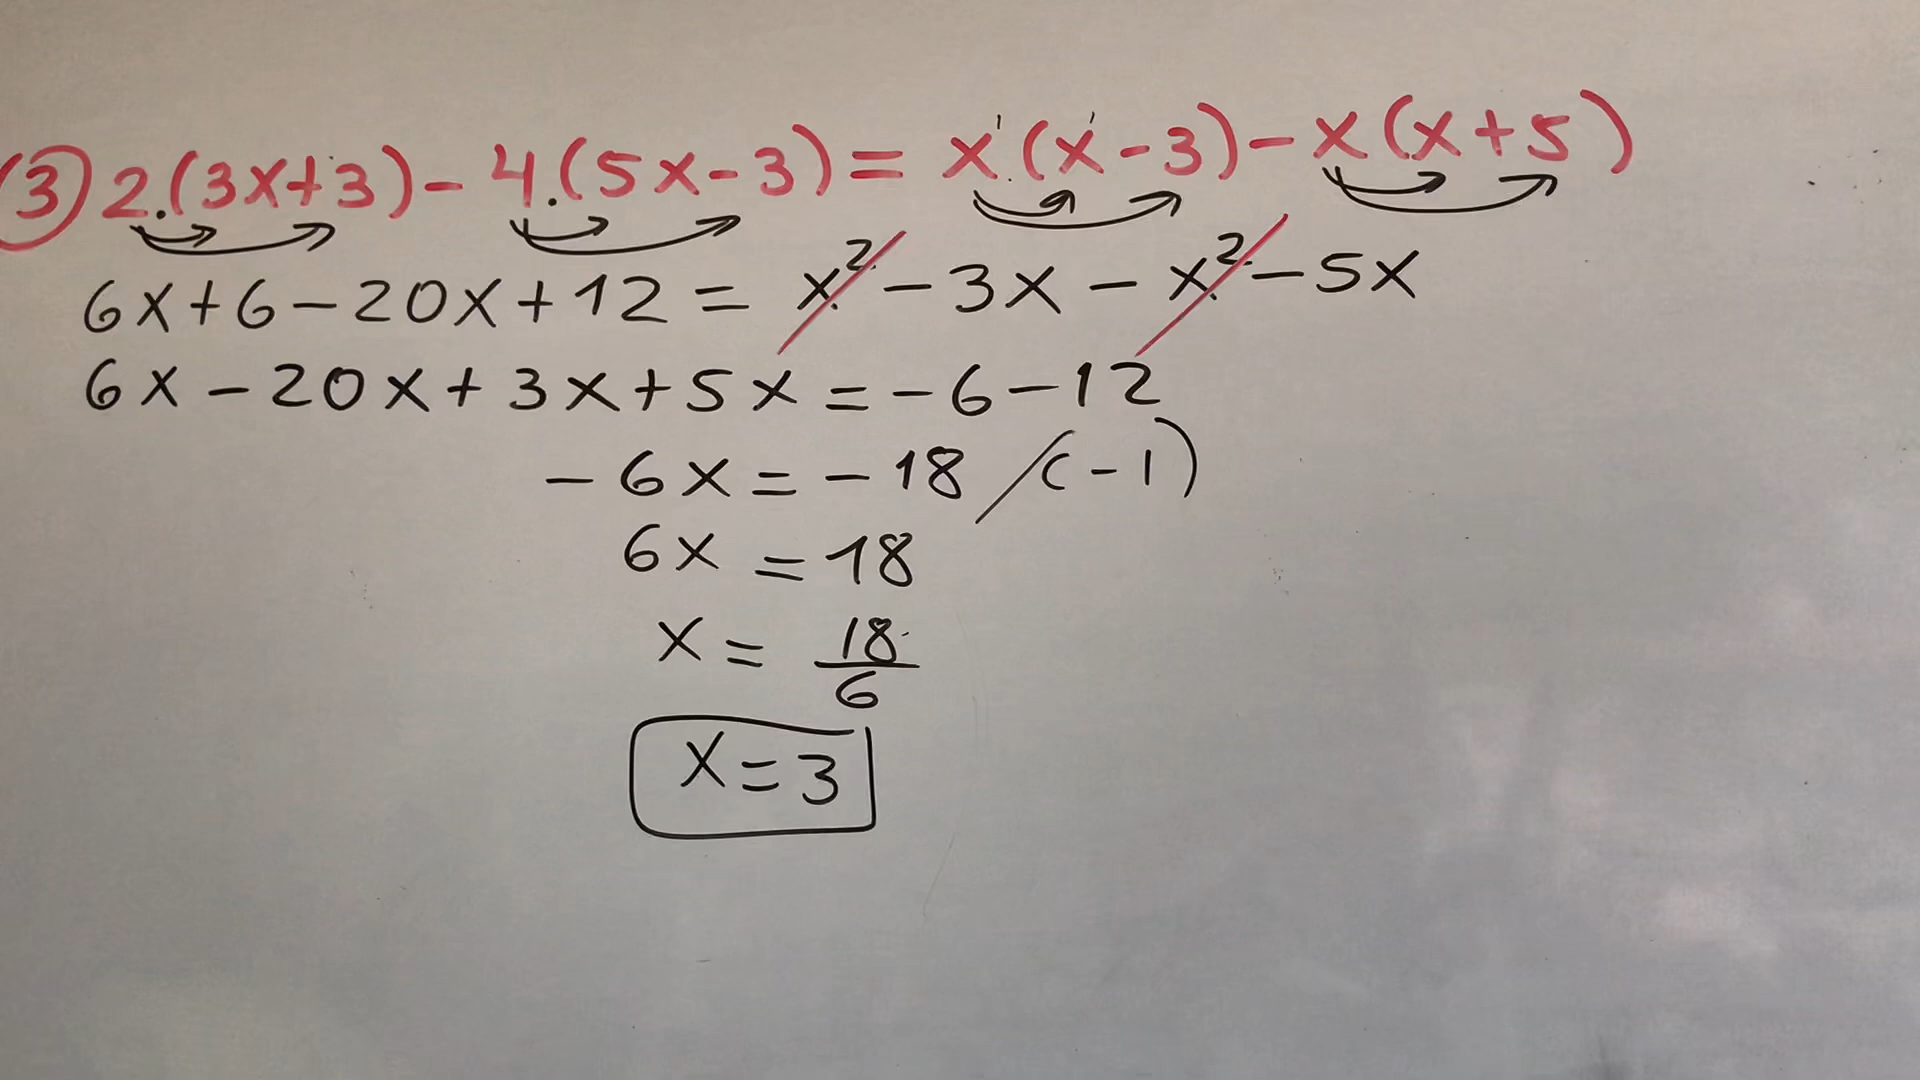 (3) 2.(3x+3)-4.(5x-3)=x.(x-3)-x(x+5)
6x+6-20x+12=x²-3x-x²-5x
6x-20x+3x+5x=-6-12
-6x=-18 /(-1)
6x=18
x=18/6
x=3